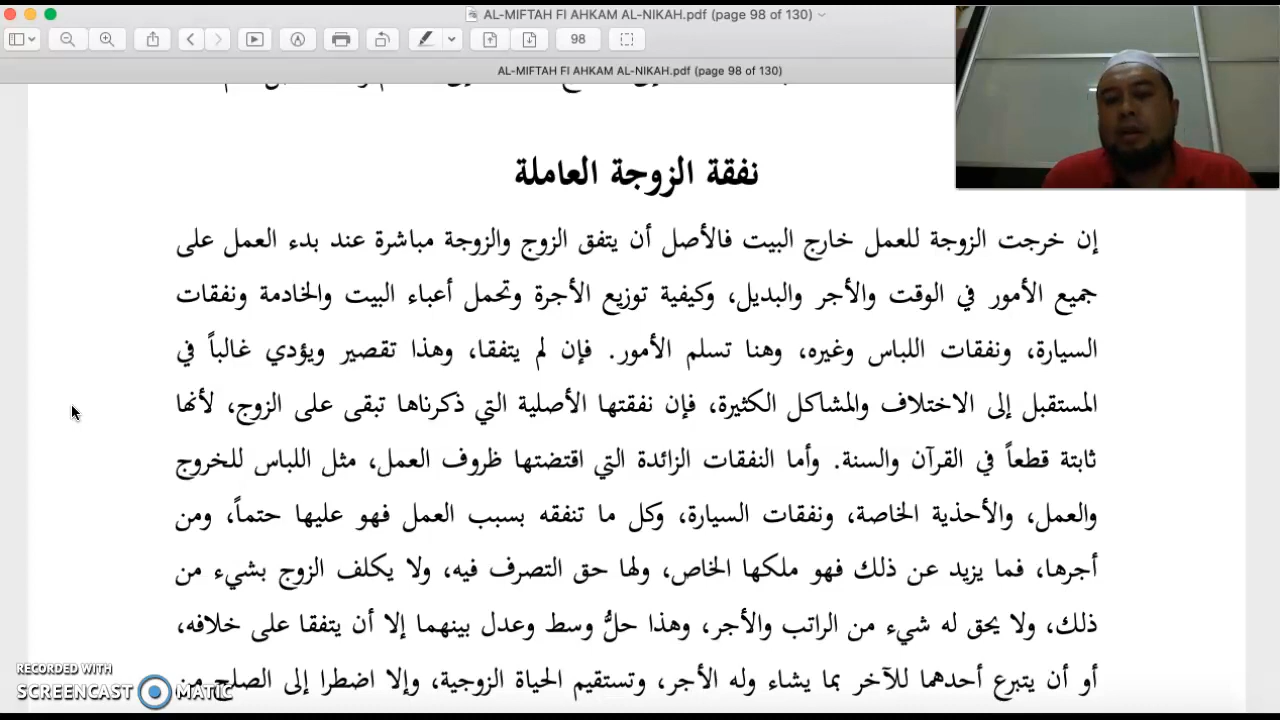 AL-MIFTAH FI AHKAM AL-NIKAH.pdf (page 98 of 130)
98
AL-MIFTAH FI AHKAM AL-NIKAH.pdf (page 98 of 130)
نفقة الزوجة العاملة
إن خرجت الزوجة للعمل خارج البيت فالأصل أن يتفق الزوج والزوجة مباشرة عند بدء العمل على
جميع الأمور في الوقت والأجر والبديل، وكيفية توزيع الأجرة وتحمل أعباء البيت والخادمة ونفقات
السيارة، ونفقات اللباس وغيره، وهنا تسلم الأمور. فإن لم يتفقا، وهذا تقصير ويؤدي غالباً في
المستقبل إلى الاختلاف والمشاكل الكثيرة، فإن نفقتها الأصلية التي ذكرناها تبقى على الزوج، لأنها
ثابتة قطعاً في القرآن والسنة. وأما النفقات الزائدة التي اقتضتها ظروف العمل، مثل اللباس للخروج
والعمل، والأحذية الخاصة، ونفقات السيارة، وكل ما تنفقه بسبب العمل فهو عليها حتماً، ومن
أجرها، فما يزيد عن ذلك فهو ملكها الخاص، ولها حق التصرف فيه، ولا يكلف الزوج بشيء من
ذلك، ولا يحق له شيء من الراتب والأجر، وهذا حلُّ وسط وعدل بينهما إلا أن يتفقا على خلافه،
أو أن يتبرع أحدهما للآخر بما يشاء وله الأجر، وتستقيم الحياة الزوجية، وإلا اضطرا إلى الصلح من
RECORDED WITH
SCREENCAST MATIC